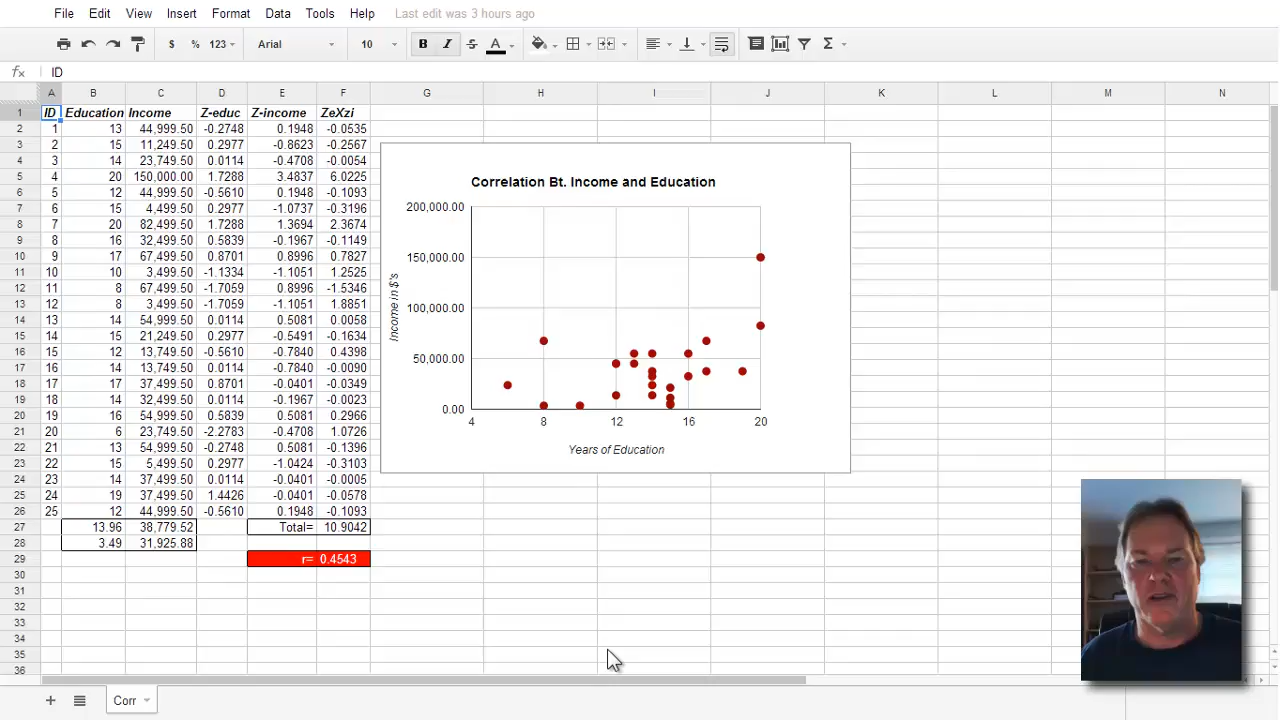 File Edit View Insert Format Data Tools Help Last edit was 3 hours ago
$ % 123 Arial 10 B I S A Σ
fx ID
A B C D E F G H I J K L M N
1 ID Education Income Z-educ Z-income ZeXzi
2 1 13 44,999.50 -0.2748 0.1948 -0.0535
3 2 15 11,249.50 0.2977 -0.8623 -0.2567
4 3 14 23,749.50 0.0114 -0.4708 -0.0054
5 4 20 150,000.00 1.7288 3.4837 6.0225
6 5 12 44,999.50 -0.5610 0.1948 -0.1093
7 6 15 4,499.50 0.2977 -1.0737 -0.3196
8 7 20 82,499.50 1.7288 1.3694 2.3674
9 8 16 32,499.50 0.5839 -0.1967 -0.1149
10 9 17 67,499.50 0.8701 0.8996 0.7827
11 10 10 3,499.50 -1.1334 -1.1051 1.2525
12 11 8 67,499.50 -1.7059 0.8996 -1.5346
13 12 8 3,499.50 -1.7059 -1.1051 1.8851
14 13 14 54,999.50 0.0114 0.5081 0.0058
15 14 15 21,249.50 0.2977 -0.5491 -0.1634
16 15 12 13,749.50 -0.5610 -0.7840 0.4398
17 16 14 13,749.50 0.0114 -0.7840 -0.0090
18 17 17 37,499.50 0.8701 -0.0401 -0.0349
19 18 14 32,499.50 0.0114 -0.1967 -0.0023
20 19 16 54,999.50 0.5839 0.5081 0.2966
21 20 6 23,749.50 -2.2783 -0.4708 1.0726
22 21 13 54,999.50 -0.2748 0.5081 -0.1396
23 22 15 5,499.50 0.2977 -1.0424 -0.3103
24 23 14 37,499.50 0.0114 -0.0401 -0.0005
25 24 19 37,499.50 1.4426 -0.0401 -0.0578
26 25 12 44,999.50 -0.5610 0.1948 -0.1093
27 13.96 38,779.52 Total= 10.9042
28 3.49 31,925.88
29 r= 0.4543
30
31
32
33
34
35
36
Correlation Bt. Income and Education
200,000.00
150,000.00
100,000.00
50,000.00
0.00
Income in $'s
4 8 12 16 20
Years of Education
+ Corr